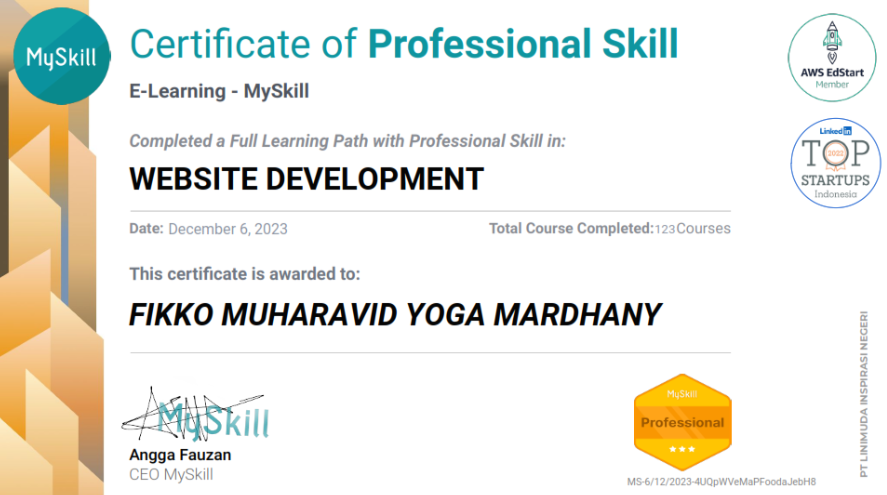 MySkill
Certificate of Professional Skill
E-Learning - MySkill
Completed a Full Learning Path with Professional Skill in:
WEBSITE DEVELOPMENT
Date: December 6, 2023
Total Course Completed:123Courses
This certificate is awarded to:
FIKKO MUHARAVID YOGA MARDHANY
MySkill
Angga Fauzan
CEO MySkill
MySkill
Professional
MS-6/12/2023-4UQpWVeMaPFoodaJebH8
AWS EdStart
Member
Linked in
TOP
2022
STARTUPS
Indonesia
PT LINIMUDA INSPIRASI NEGERI